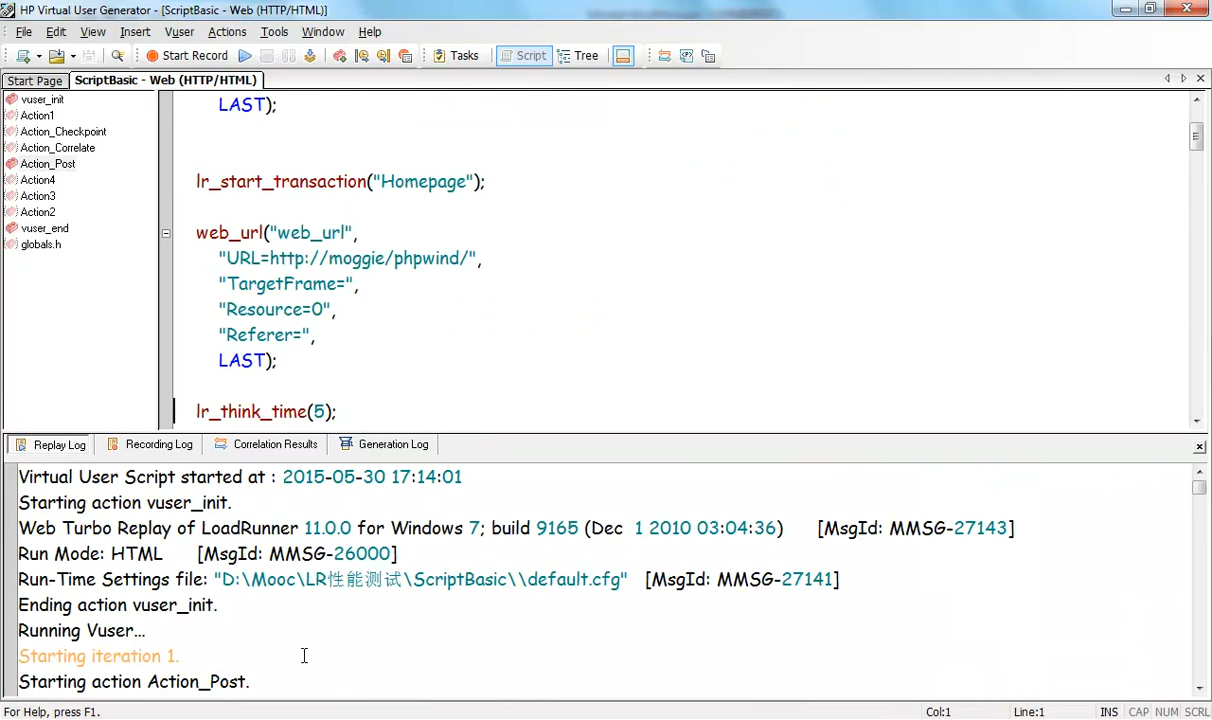 HP Virtual User Generator - [ScriptBasic - Web (HTTP/HTML)]
File Edit View Insert Vuser Actions Tools Window Help
Start Record Tasks Script Tree
Start Page ScriptBasic - Web (HTTP/HTML)
vuser_init
Action1
Action_Checkpoint
Action_Correlate
Action_Post
Action4
Action3
Action2
vuser_end
globals.h
LAST);
lr_start_transaction("Homepage");
web_url("web_url",
"URL=http://moggie/phpwind/",
"TargetFrame=",
"Resource=0",
"Referer=",
LAST);
lr_think_time(5);
Replay Log Recording Log Correlation Results Generation Log
Virtual User Script started at : 2015-05-30 17:14:01
Starting action vuser_init.
Web Turbo Replay of LoadRunner 11.0.0 for Windows 7; build 9165 (Dec 1 2010 03:04:36) [MsgId: MMSG-27143]
Run Mode: HTML [MsgId: MMSG-26000]
Run-Time Settings file: "D:\Mooc\LR性能测试\ScriptBasic\\default.cfg" [MsgId: MMSG-27141]
Ending action vuser_init.
Running Vuser...
Starting iteration 1.
Starting action Action_Post.
For Help, press F1. Col:1 Line:1 INS CAP NUM SCRL